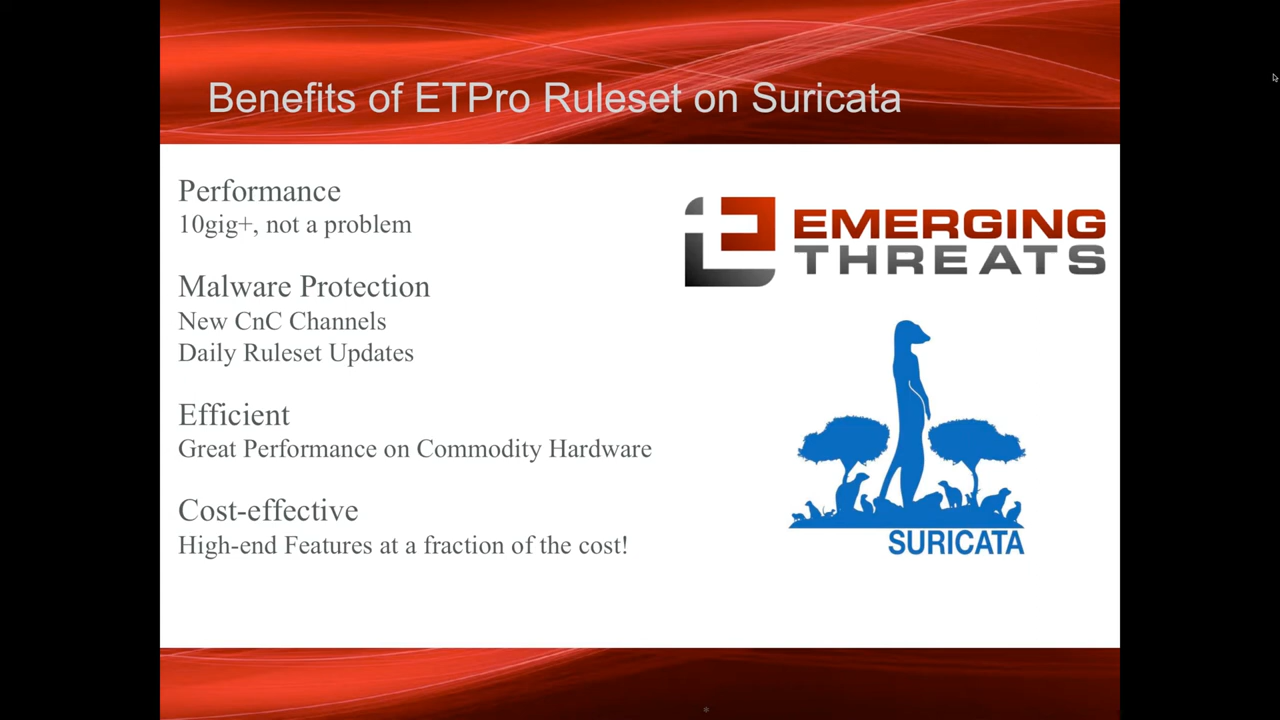 Benefits of ETPro Ruleset on Suricata
Performance
10gig+, not a problem
Malware Protection
New CnC Channels
Daily Ruleset Updates
Efficient
Great Performance on Commodity Hardware
Cost-effective
High-end Features at a fraction of the cost!
EMERGING
THREATS
SURICATA